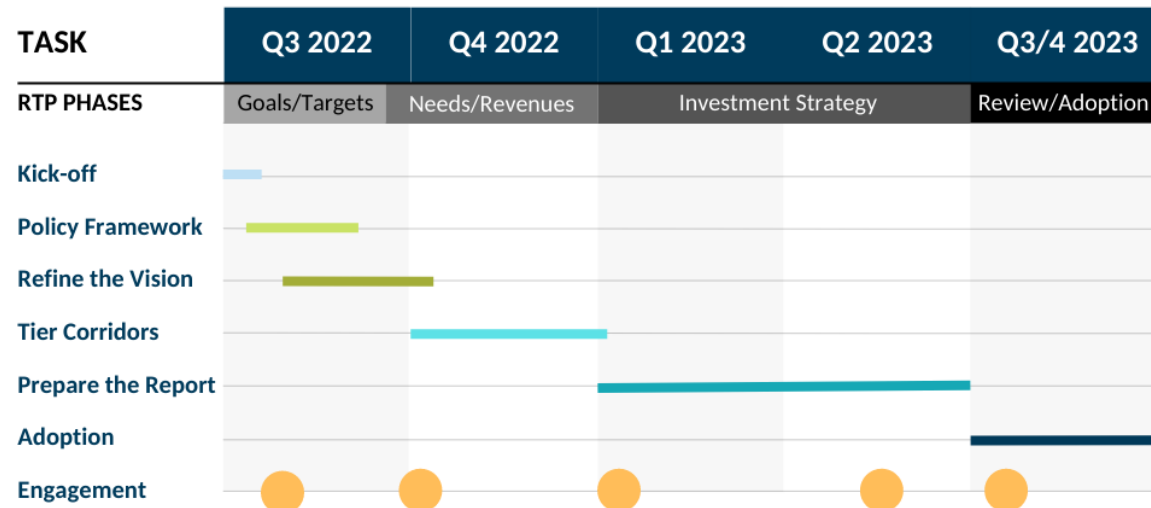 TASK Q3 2022 Q4 2022 Q1 2023 Q2 2023 Q3/4 2023
RTP PHASES Goals/Targets Needs/Revenues Investment Strategy Review/Adoption
Kick-off
Policy Framework
Refine the Vision
Tier Corridors
Prepare the Report
Adoption
Engagement